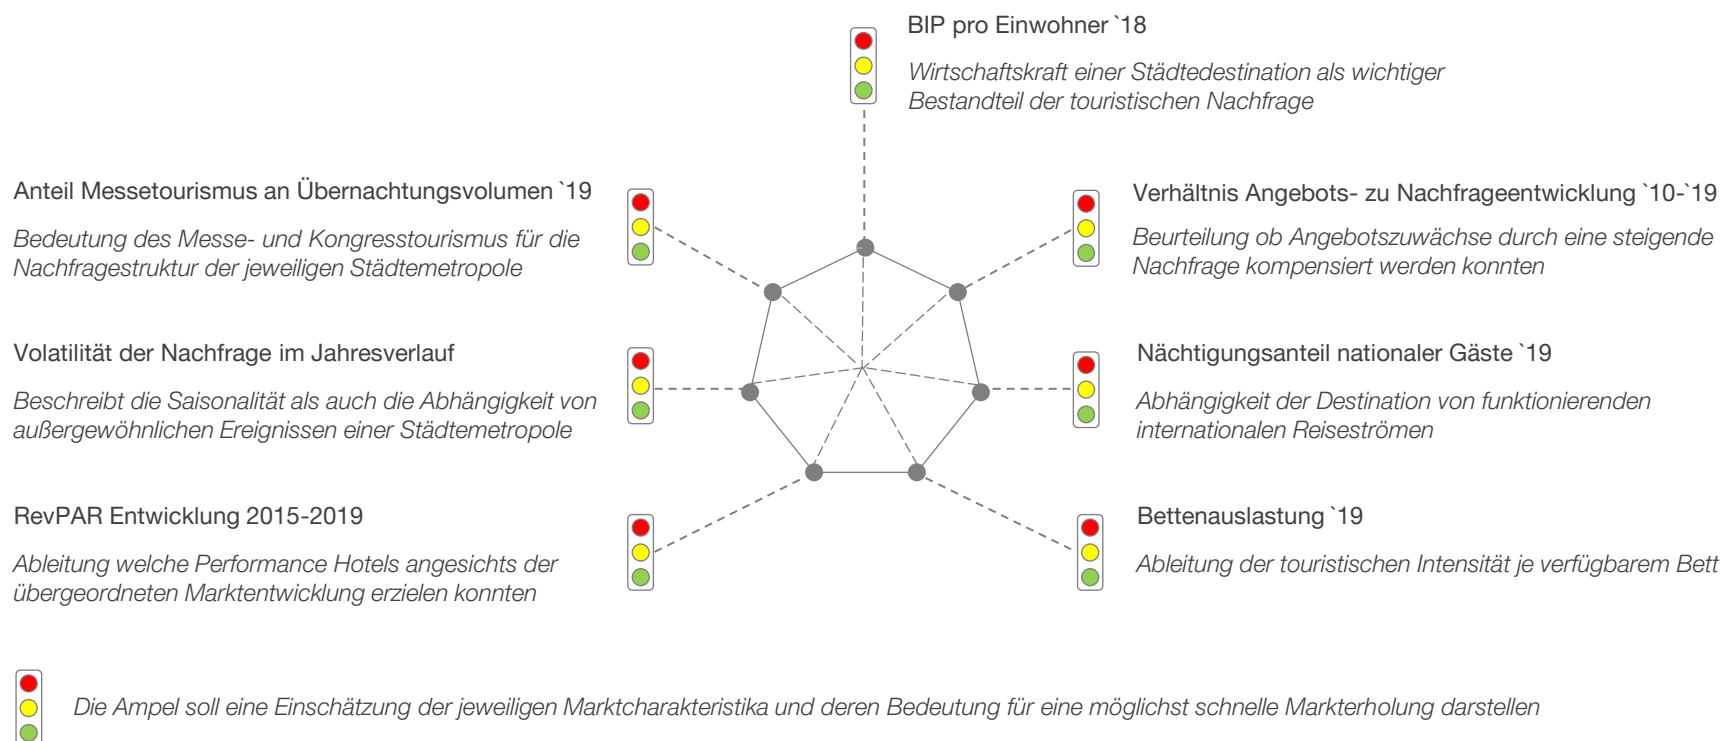 BIP pro Einwohner `18
Wirtschaftskraft einer Städtedestination als wichtiger
Bestandteil der touristischen Nachfrage
Anteil Messetourismus an Übernachtungsvolumen `19
Bedeutung des Messe- und Kongresstourismus für die
Nachfragestruktur der jeweiligen Städtemetropole
Verhältnis Angebots- zu Nachfrageentwicklung `10-`19
Beurteilung ob Angebotszuwächse durch eine steigende
Nachfrage kompensiert werden konnten
Volatilität der Nachfrage im Jahresverlauf
Beschreibt die Saisonalität als auch die Abhängigkeit von
außergewöhnlichen Ereignissen einer Städtemetropole
Nächtigungsanteil nationaler Gäste `19
Abhängigkeit der Destination von funktionierenden
internationalen Reiseströmen
RevPAR Entwicklung 2015-2019
Ableitung welche Performance Hotels angesichts der
übergeordneten Marktentwicklung erzielen konnten
Bettenauslastung `19
Ableitung der touristischen Intensität je verfügbarem Bett
Die Ampel soll eine Einschätzung der jeweiligen Marktcharakteristika und deren Bedeutung für eine möglichst schnelle Markterholung darstellen